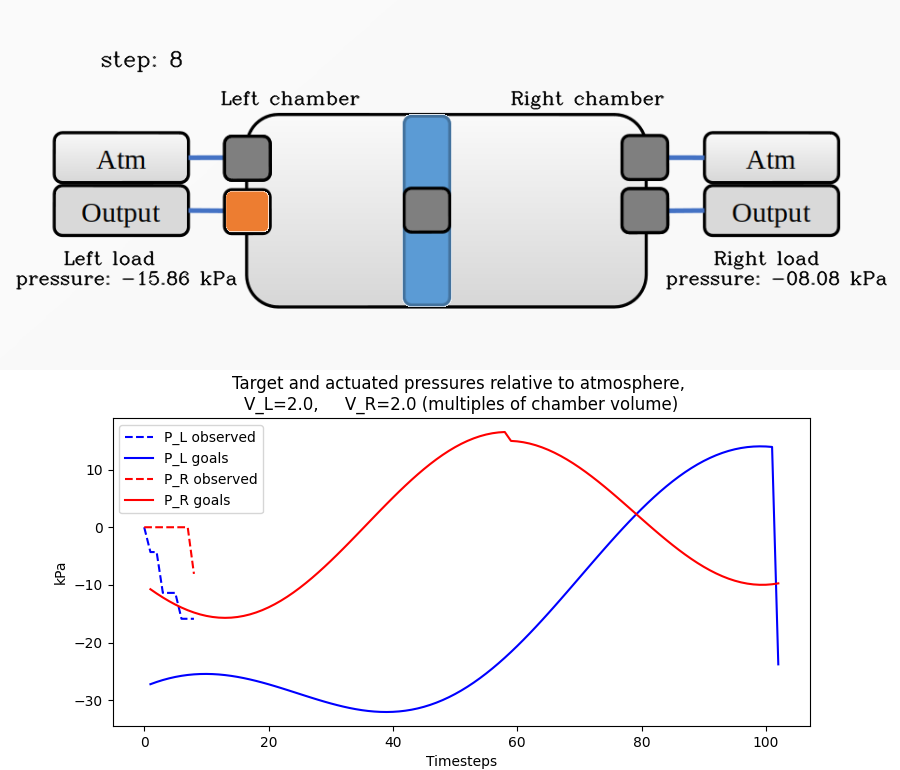 step: 8
Left chamber
Right chamber
Atm
Atm
Output
Output
Left load
pressure: -15.86 kPa
Right load
pressure: -08.08 kPa
Target and actuated pressures relative to atmosphere,
V_L=2.0, V_R=2.0 (multiples of chamber volume)
P_L observed
P_L goals
P_R observed
P_R goals
10
0
−10
−20
−30
kPa
0 20 40 60 80 100
Timesteps